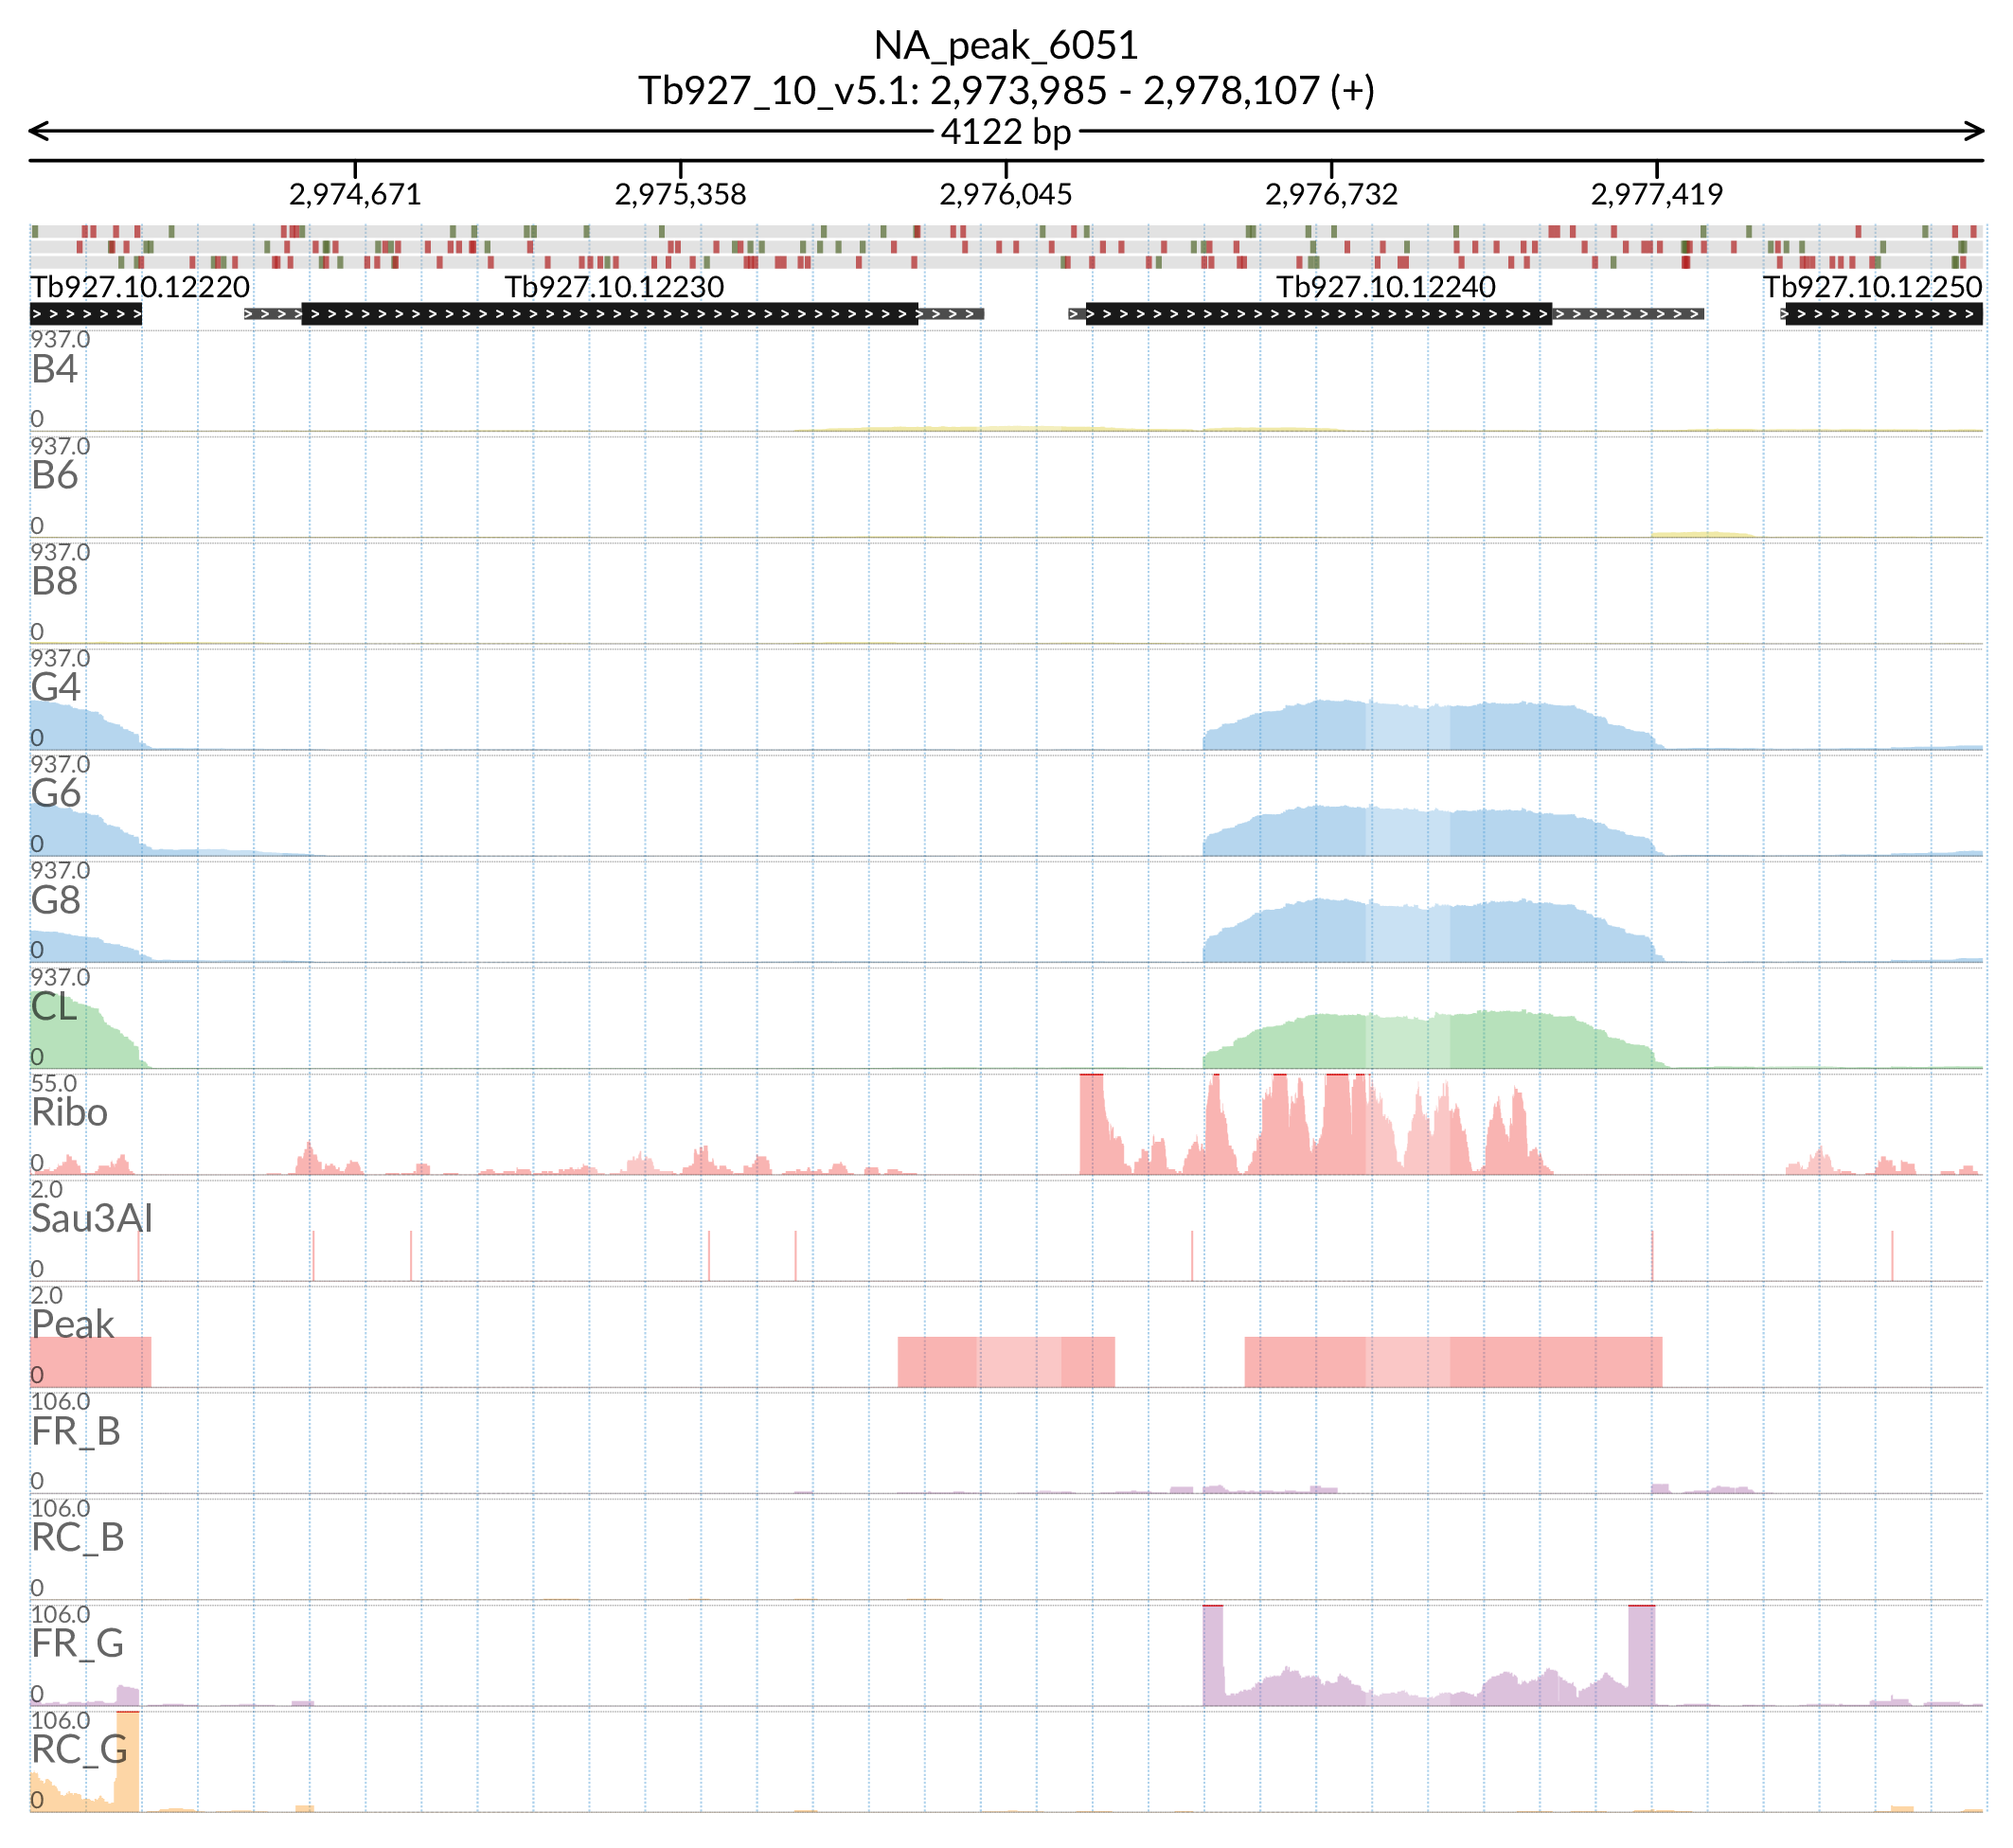 NA_peak_6051
Tb927_10_v5.1: 2,973,985 - 2,978,107 (+)
4122 bp
2,974,671 2,975,358 2,976,045 2,976,732 2,977,419
Tb927.10.12220 Tb927.10.12230 Tb927.10.12240 Tb927.10.12250
937.0
B4
0
937.0
B6
0
937.0
B8
0
937.0
G4
0
937.0
G6
0
937.0
G8
0
937.0
CL
0
55.0
Ribo
0
2.0
Sau3AI
0
2.0
Peak
0
106.0
FR_B
0
106.0
RC_B
0
106.0
FR_G
0
106.0
RC_G
0